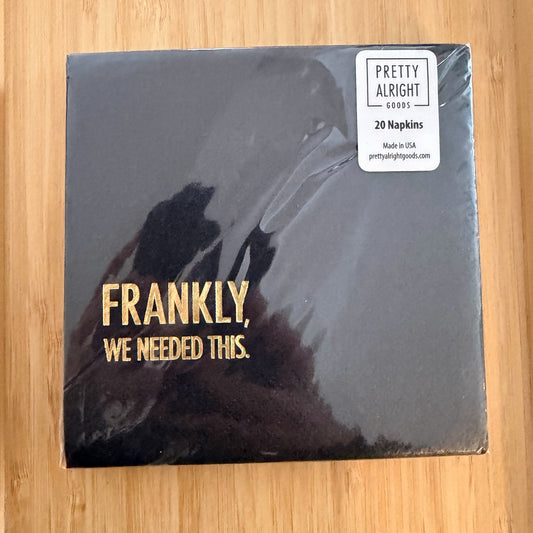 PRETTY
ALRIGHT
GOODS
20 Napkins
Made in USA
prettyalrightgoods.com
FRANKLY,
WE NEEDED THIS.